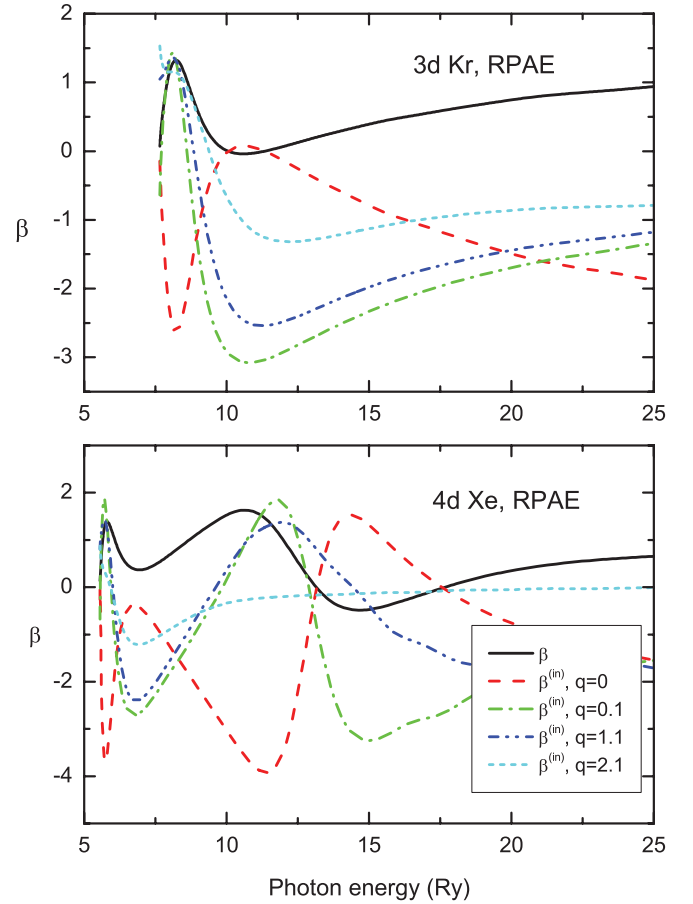 2
3d Kr, RPAE
1
0
β
-1
-2
-3
5 10 15 20 25
4d Xe, RPAE
2
0
β
-2
-4
β
β(in), q=0
β(in), q=0.1
β(in), q=1.1
β(in), q=2.1
5 10 15 20 25
Photon energy (Ry)